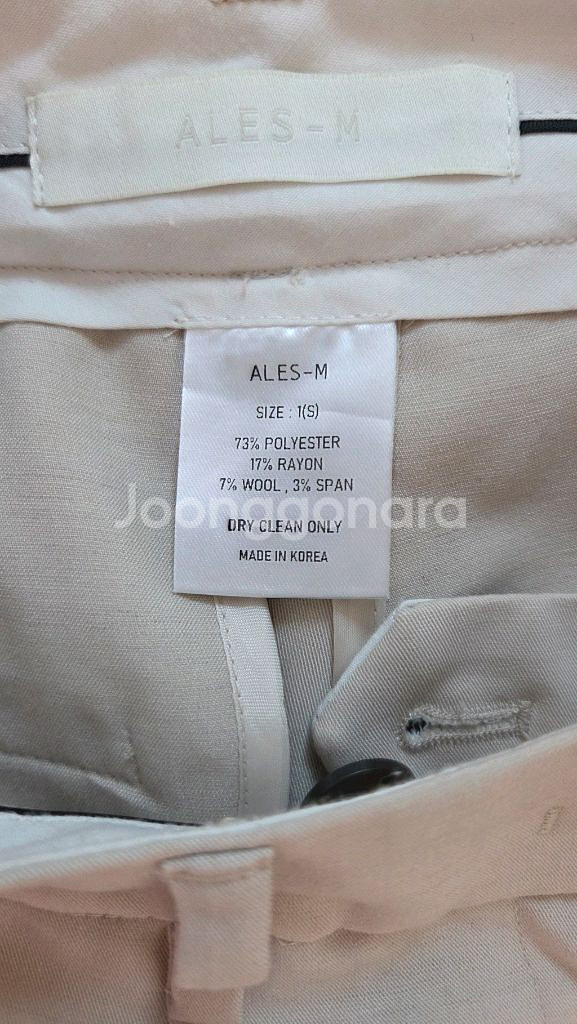 ALES-M
ALES-M
SIZE : 1(S)
73% POLYESTER
17% RAYON
7% WOOL , 3% SPAN
Joonggonara
DRY CLEAN ONLY
MADE IN KOREA